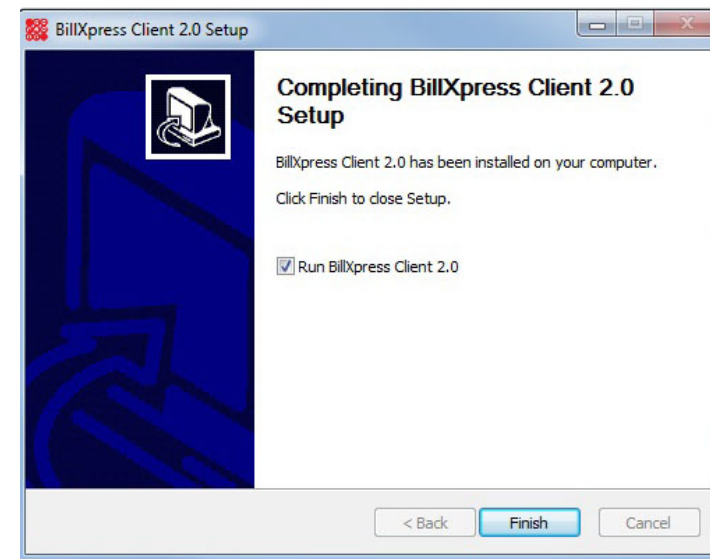 BillXpress Client 2.0 Setup
Completing BillXpress Client 2.0
Setup
BillXpress Client 2.0 has been installed on your computer.
Click Finish to close Setup.
Run BillXpress Client 2.0
< Back
Finish
Cancel